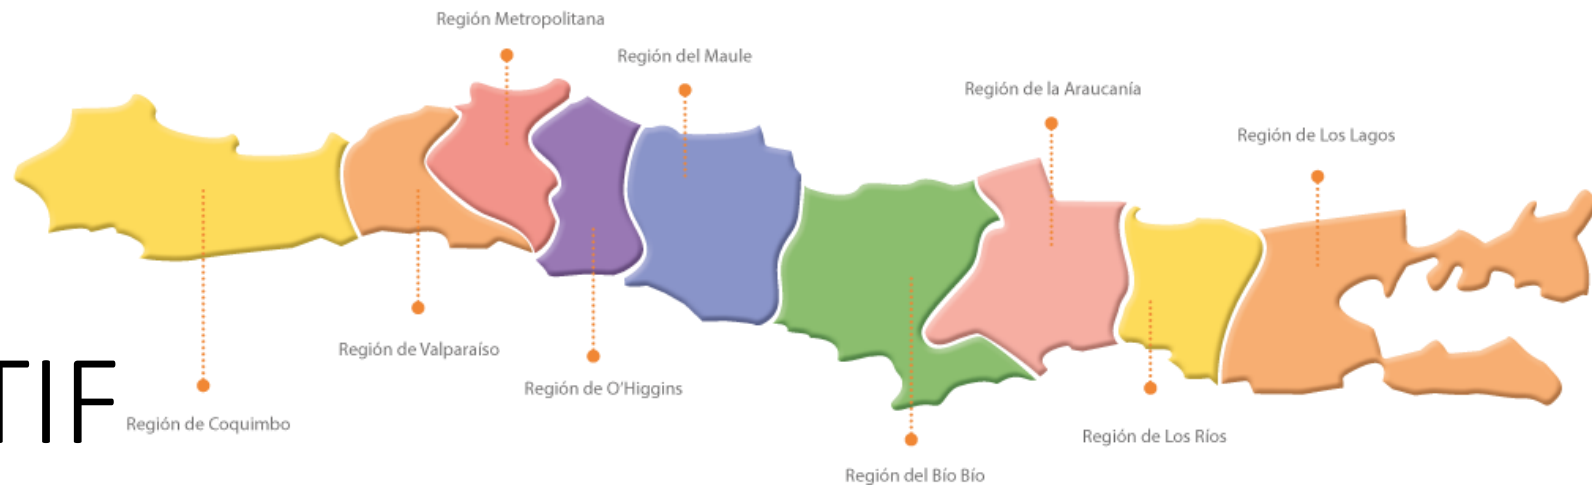 Región Metropolitana
Región del Maule
Región de la Araucanía
Región de Los Lagos
Región de Valparaíso
Región de O'Higgins
TIF
Región de Coquimbo
Región de Los Ríos
Región del Bío Bío